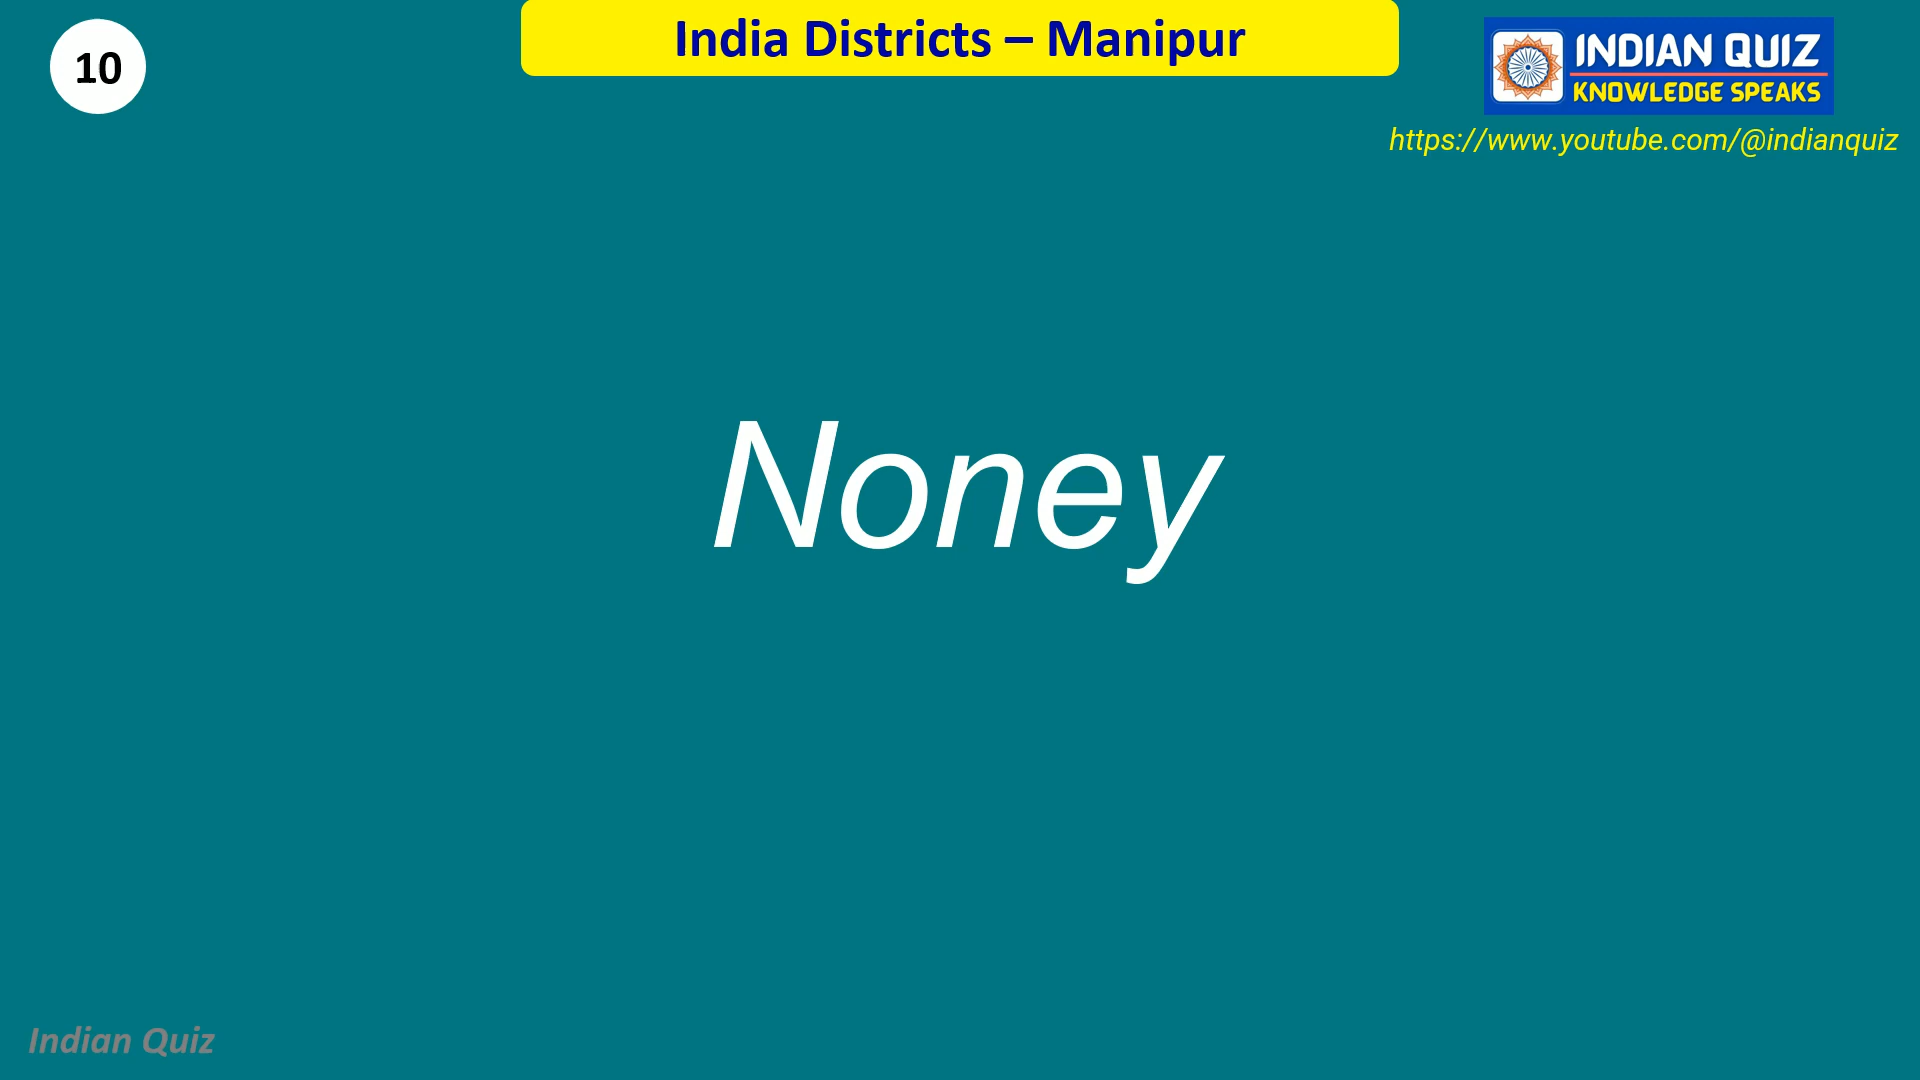 10
India Districts – Manipur
INDIAN QUIZ
KNOWLEDGE SPEAKS
https://www.youtube.com/@indianquiz
Noney
Indian Quiz